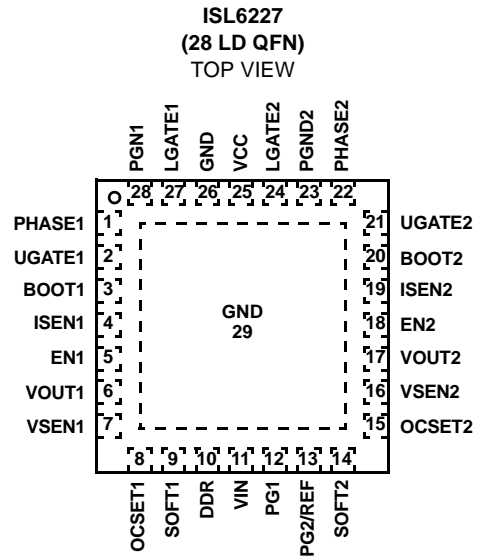 ISL6227
(28 LD QFN)
TOP VIEW
PGN1
LGATE1
GND
VCC
LGATE2
PGND2
PHASE2
28
27
26
25
24
23
22
PHASE1 1
UGATE1 2
BOOT1 3
ISEN1 4
EN1 5
VOUT1 6
VSEN1 7
GND
29
21 UGATE2
20 BOOT2
19 ISEN2
18 EN2
17 VOUT2
16 VSEN2
15 OCSET2
8
9
10
11
12
13
14
OCSET1
SOFT1
DDR
VIN
PG1
PG2/REF
SOFT2